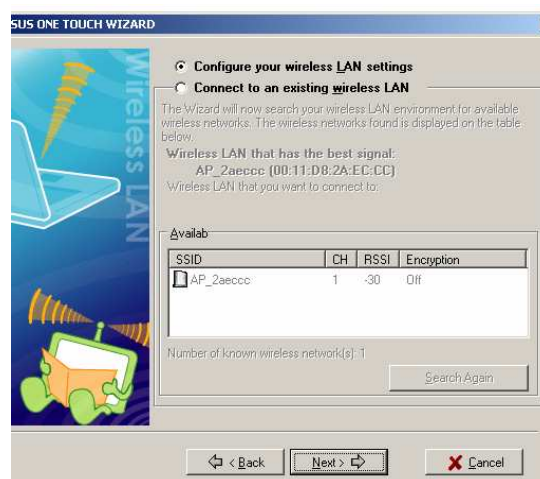 SUS ONE TOUCH WIZARD
Wireless LAN
Configure your wireless LAN settings
Connect to an existing wireless LAN
The Wizard will now search your wireless LAN environment for available
wireless networks. The wireless networks found is displayed on the table
below.
Wireless LAN that has the best signal:
AP_2aeccc (00:11:D8:2A:EC:CC)
Wireless LAN that you want to connect to:
Availab
SSID CH RSSI Encryption
AP_2aeccc 1 -30 Off
Number of known wireless network(s): 1
Search Again
< Back Next > Cancel